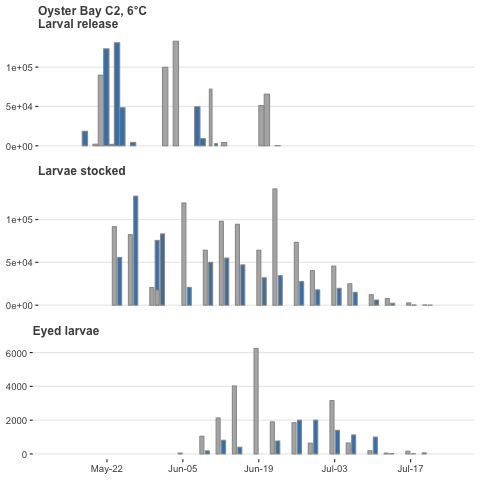 Oyster Bay C2, 6°C
Larval release
1e+05
5e+04
0e+00
Larvae stocked
1e+05
5e+04
0e+00
Eyed larvae
6000
4000
2000
0
May-22 Jun-05 Jun-19 Jul-03 Jul-17